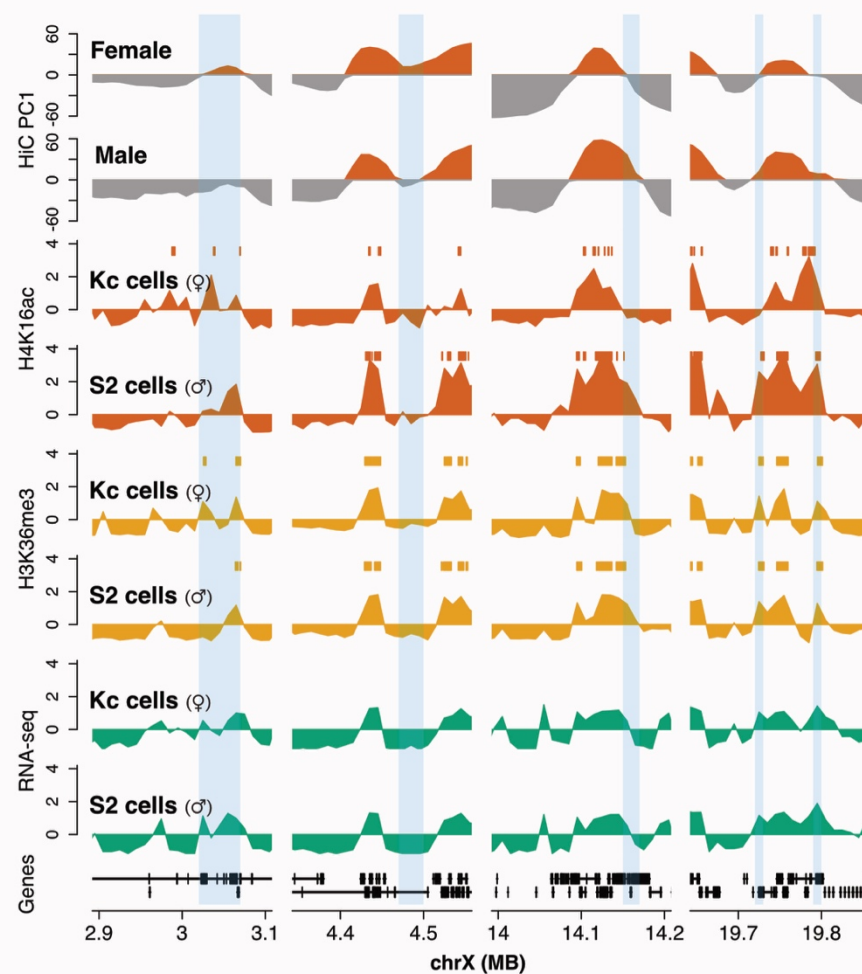 HiC PC1
60
0
-60
Female
60
0
-60
Male
H4K16ac
4
2
0
Kc cells (♀)
4
2
0
S2 cells (♂)
H3K36me3
4
2
0
Kc cells (♀)
4
2
0
S2 cells (♂)
RNA-seq
4
2
0
Kc cells (♀)
4
2
0
S2 cells (♂)
Genes
2.9 3 3.1 4.4 4.5 14 14.1 14.2 19.7 19.8
chrX (MB)